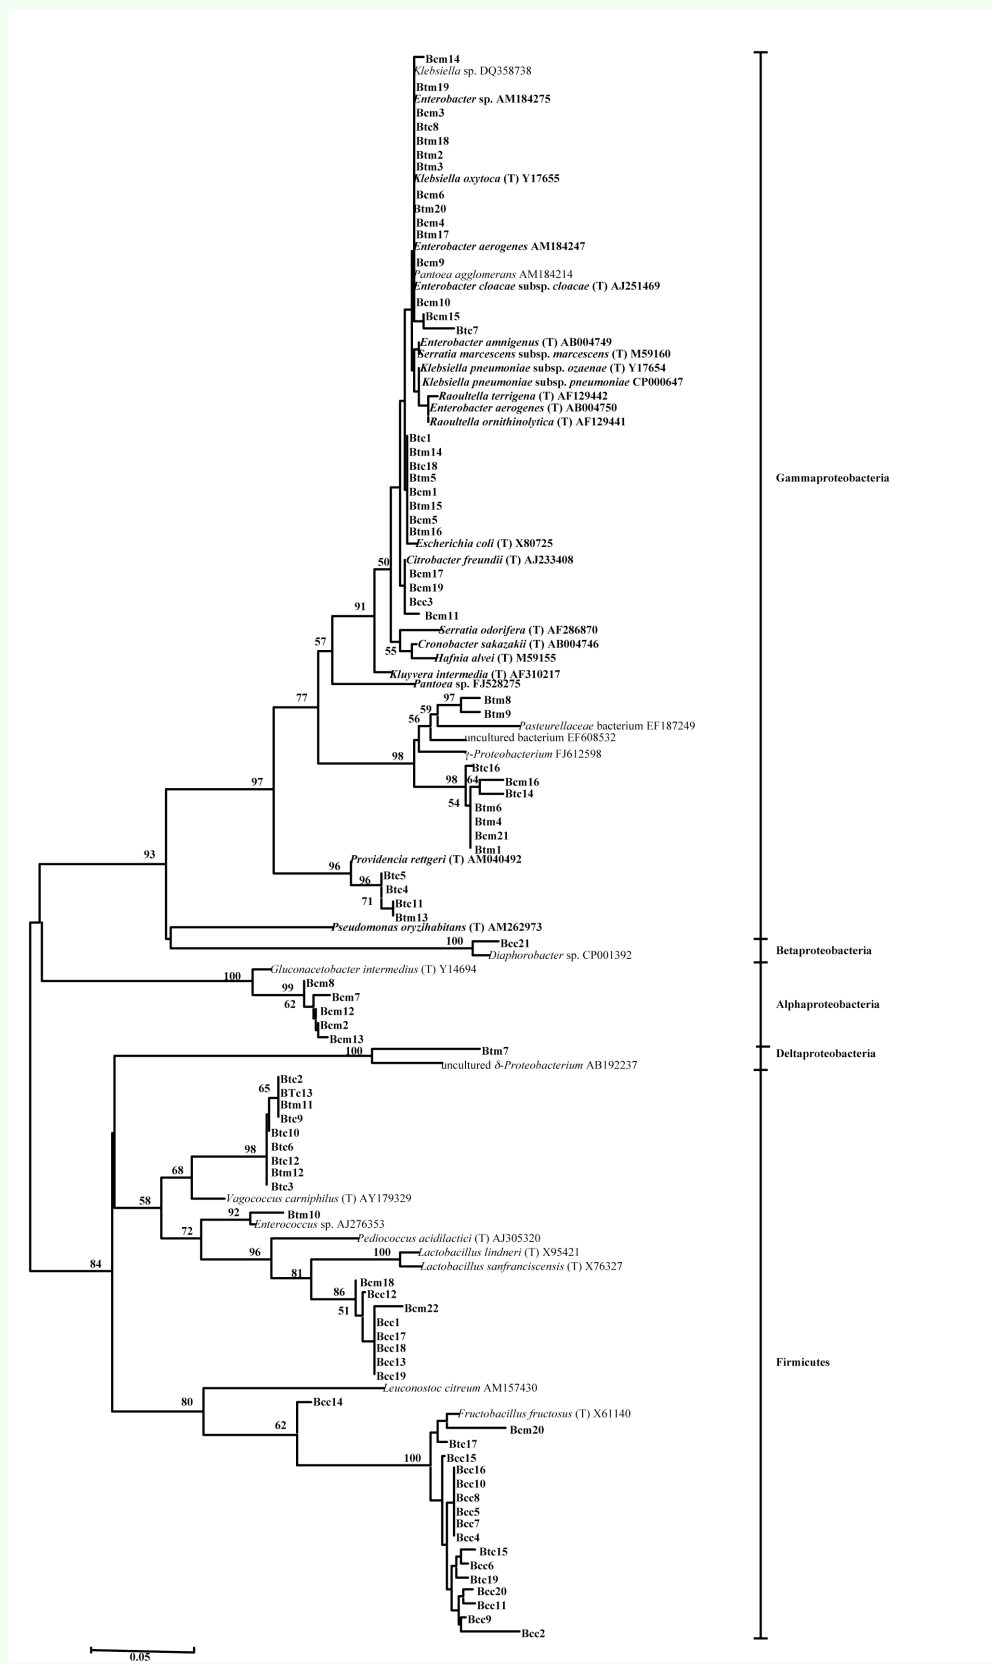 Bcm14
Klebsiella sp. DQ358738
Btm19
Enterobacter sp. AM184275
Bcm3
Btc8
Btm18
Btm2
Btm3
Klebsiella oxytoca (T) Y17655
Bcm6
Btm20
Bcm4
Btm17
Enterobacter aerogenes AM184247
Bcm9
Pantoea agglomerans AM184214
Enterobacter cloacae subsp. cloacae (T) AJ251469
Bcm10
Bcm15
Btc7
Enterobacter amnigenus (T) AB004749
Serratia marcescens subsp. marcescens (T) M59160
Klebsiella pneumoniae subsp. ozaenae (T) Y17654
Klebsiella pneumoniae subsp. pneumoniae CP000647
Raoultella terrigena (T) AF129442
Enterobacter aerogenes (T) AB004750
Raoultella ornithinolytica (T) AF129441
Btc1
Btm14
Btc18
Btm5
Gammaproteobacteria
Bcm1
Btm15
Bcm5
Btm16
Escherichia coli (T) X80725
50
Citrobacter freundii (T) AJ233408
Bcm17
Bcm19
Bcc3
91
Bcm11
Serratia odorifera (T) AF286870
57
Cronobacter sakazakii (T) AB004746
55
Hafnia alvei (T) M59155
Kluyvera intermedia (T) AF310217
Pantoea sp. FJ528275
77
97
Btm8
59
Btm9
56
Pasteurellaceae bacterium EF187249
uncultured bacterium EF608532
98
γ-Proteobacterium FJ612598
Btc16
97
98
64
Bcm16
Btc14
54
Btm6
Btm4
Bcm21
Btm1
93
Providencia rettgeri (T) AM040492
96
Btc5
96
Btc4
71
Btc11
Btm13
Pseudomonas oryzihabitans (T) AM262973
100
Bcc21
Betaproteobacteria
Diaphorobacter sp. CP001392
Gluconacetobacter intermedius (T) Y14694
100
Bcm8
99
Bcm7
62
Alphaproteobacteria
Bcm12
Bcm2
Bcm13
100
Btm7
Deltaproteobacteria
uncultured δ-Proteobacterium AB192237
Btc2
65
BTc13
Btm11
Btc9
Btc10
98
Btc6
Btc12
68
Btm12
Btc3
58
Vagococcus carniphilus (T) AY179329
92
Btm10
Enterococcus sp. AJ276353
72
Pediococcus acidilactici (T) AJ305320
96
100
Lactobacillus lindneri (T) X95421
84
81
Lactobacillus sanfranciscensis (T) X76327
Bcm18
86
Bcc12
51
Bcm22
Bcc1
Bcc17
Bcc18
Bcc13
Firmicutes
Bcc19
Leuconostoc citreum AM157430
80
Bcc14
62
Fructobacillus fructosus (T) X61140
Bcm20
Btc17
100
Bcc15
Bcc16
Bcc10
Bcc8
Bcc5
Bcc7
Bcc4
Btc15
Bcc6
Btc19
Bcc20
Bcc11
Bcc9
Bcc2
0.05